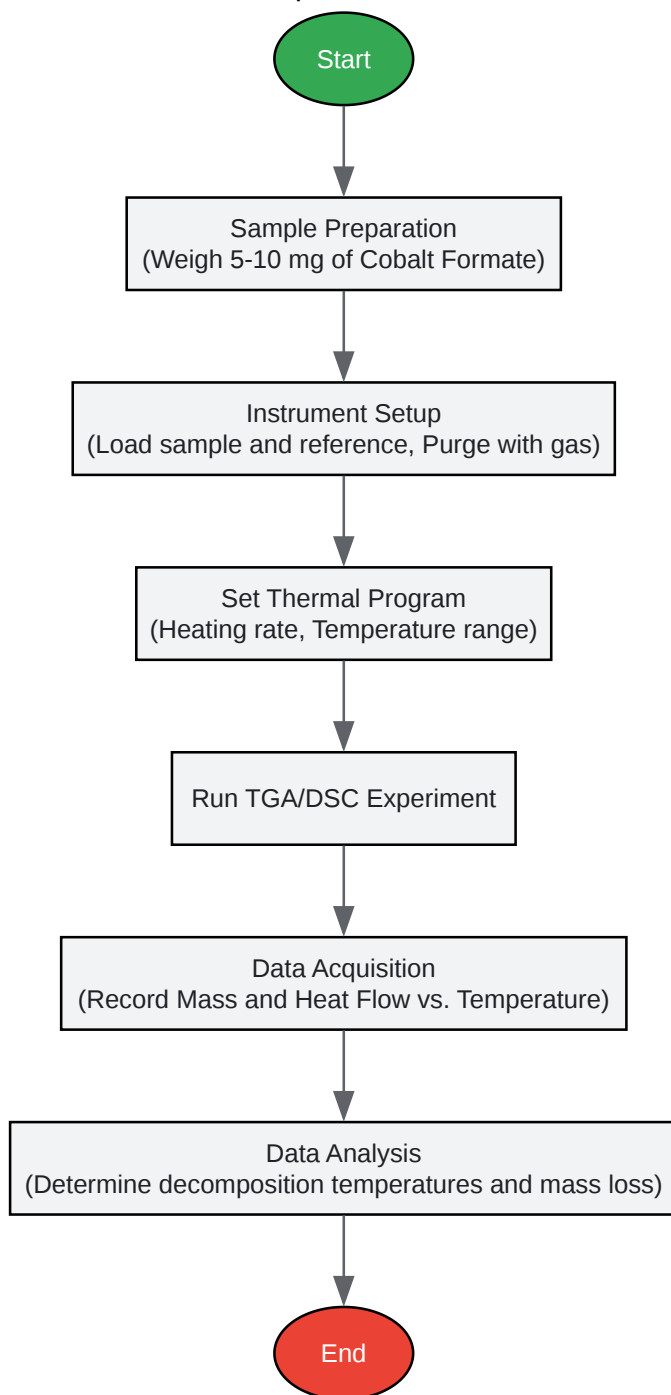 Start
Sample Preparation
(Weigh 5-10 mg of Cobalt Formate)
Instrument Setup
(Load sample and reference, Purge with gas)
Set Thermal Program
(Heating rate, Temperature range)
Run TGA/DSC Experiment
Data Acquisition
(Record Mass and Heat Flow vs. Temperature)
Data Analysis
(Determine decomposition temperatures and mass loss)
End